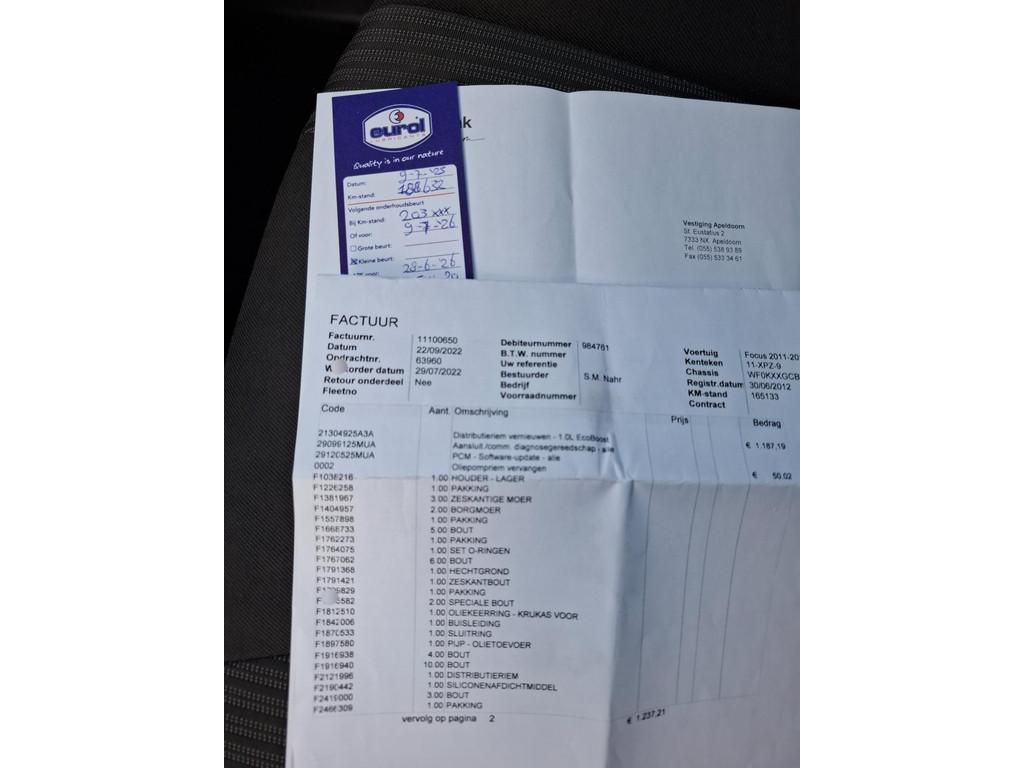 eurol
LUBRICANTS
Quality is in our nature
Datum: 9-7-'25
Km-stand: 188632
Volgende onderhoudsbeurt
Bij Km-stand: 203 xxx
Of voor: 9-7-'26
Grote beurt:
Kleine beurt:
28-6-'26
Vestiging Apeldoorn
St. Eustatius 2
7333 NX Apeldoorn
Tel. (055) 538 93 89
Fax (055) 533 34 61
FACTUUR
Factuurnr. 11100650 Debiteurnummer 984761 Voertuig Focus 2011-20
Datum 22/09/2022 B.T.W. nummer Kenteken 11-XPZ-9
Opdrachtnr. 63960 Uw referentie Chassis WF0KXXGCB
Werkorder datum 29/07/2022 Bestuurder S.M. Nahr Registr.datum 30/06/2012
Retour onderdeel Nee Bedrijf KM-stand 165133
Fleetno Voorraadnummer Contract
Code Aant. Omschrijving Prijs Bedrag
21304925A3A Distributieriem vernieuwen - 1.0L EcoBoost € 1.187,19
29096125MUA Aansluit./comm. diagnosegereedschap - alle
29120525MUA PCM - Software-update - alle
0002 Oliepompriem vervangen € 50.02
F1038216 1.00 HOUDER - LAGER
F1226258 1.00 PAKKING
F1381967 3.00 ZESKANTIGE MOER
F1404957 2.00 BORGMOER
F1557898 1.00 PAKKING
F1668733 5.00 BOUT
F1762273 1.00 PAKKING
F1764075 1.00 SET O-RINGEN
F1767062 6.00 BOUT
F1791368 1.00 HECHTGROND
F1791421 1.00 ZESKANTBOUT
1.00 PAKKING
2.00 SPECIALE BOUT
F1812510 1.00 OLIEKEERRING - KRUKAS VOOR
F1842006 1.00 BUISLEIDING
F1870533 1.00 SLUITRING
F1897580 1.00 PIJP - OLIETOEVOER
F1916938 4.00 BOUT
F1916940 10.00 BOUT
F2121996 1.00 DISTRIBUTIERIEM
F2190442 1.00 SILICONENAFDICHTMIDDEL
F2419000 3.00 BOUT
F2466309 1.00 PAKKING
vervolg op pagina 2 € 1.237,21